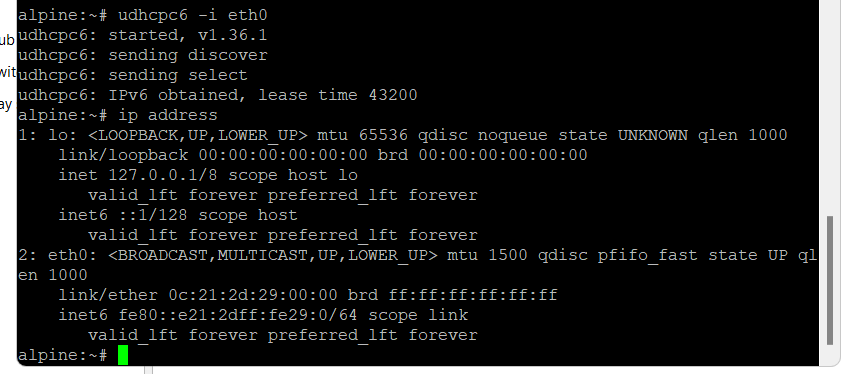 alpine:~# udhcpc6 -i eth0
udhcpc6: started, v1.36.1
udhcpc6: sending discover
udhcpc6: sending select
udhcpc6: IPv6 obtained, lease time 43200
alpine:~# ip address
1: lo: <LOOPBACK,UP,LOWER_UP> mtu 65536 qdisc noqueue state UNKNOWN qlen 1000
    link/loopback 00:00:00:00:00:00 brd 00:00:00:00:00:00
    inet 127.0.0.1/8 scope host lo
       valid_lft forever preferred_lft forever
    inet6 ::1/128 scope host
       valid_lft forever preferred_lft forever
2: eth0: <BROADCAST,MULTICAST,UP,LOWER_UP> mtu 1500 qdisc pfifo_fast state UP ql
en 1000
    link/ether 0c:21:2d:29:00:00 brd ff:ff:ff:ff:ff:ff
    inet6 fe80::e21:2dff:fe29:0/64 scope link
       valid_lft forever preferred_lft forever
alpine:~#